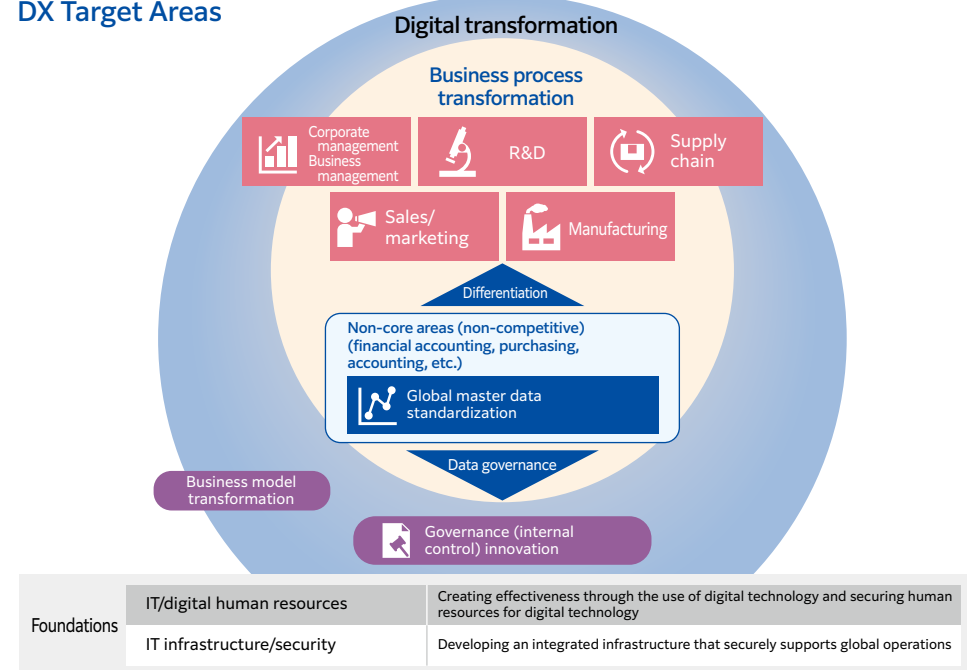 DX Target Areas
Digital transformation
Business process
transformation
Corporate
management
Business
management
R&D
Supply
chain
Sales/
marketing
Manufacturing
Differentiation
Non-core areas (non-competitive)
(financial accounting, purchasing,
accounting, etc.)
Global master data
standardization
Data governance
Business model
transformation
Governance (internal
control) innovation
Foundations
IT/digital human resources
Creating effectiveness through the use of digital technology and securing human
resources for digital technology
IT infrastructure/security
Developing an integrated infrastructure that securely supports global operations